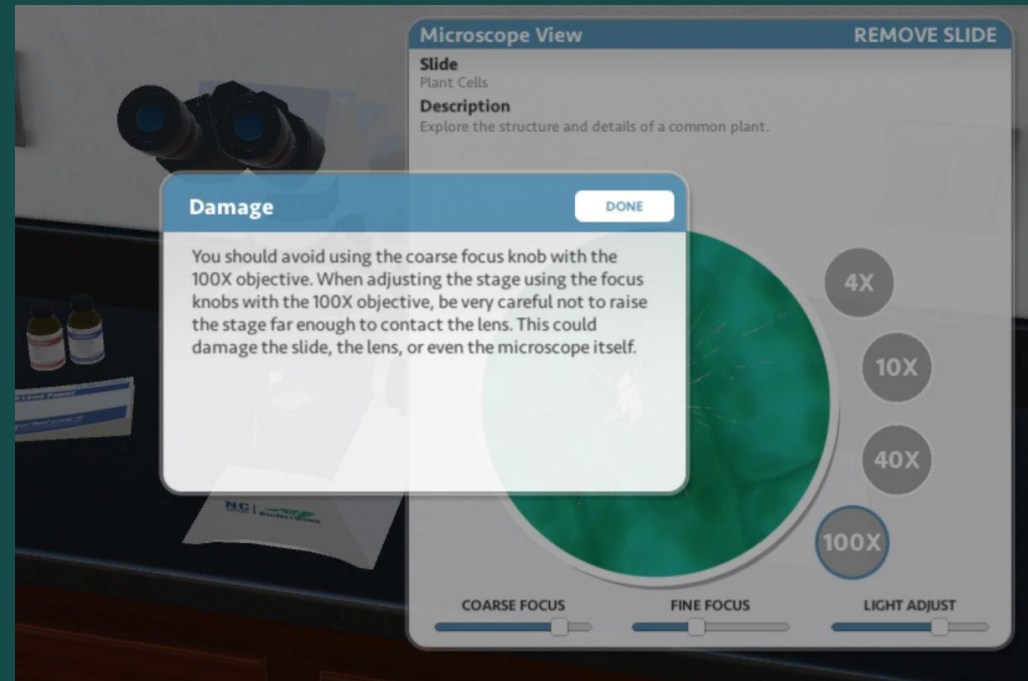 Microscope View
REMOVE SLIDE
Slide
Plant Cells
Description
Explore the structure and details of a common plant.
Damage
DONE
You should avoid using the coarse focus knob with the
100X objective. When adjusting the stage using the focus
knobs with the 100X objective, be very careful not to raise
the stage far enough to contact the lens. This could
damage the slide, the lens, or even the microscope itself.
4X
10X
40X
100X
NC
COARSE FOCUS
FINE FOCUS
LIGHT ADJUST